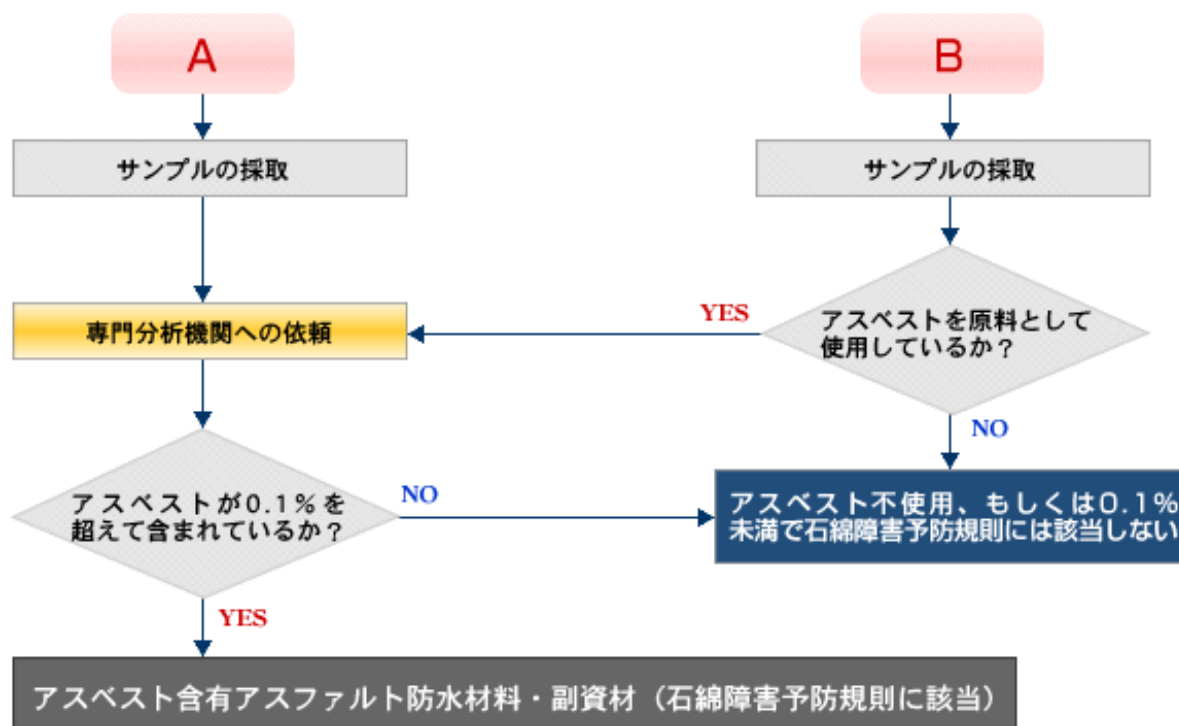 A
B
サンプルの採取
サンプルの採取
専門分析機関への依頼
YES
アスベストを原料として
使用しているか？
NO
アスベストが0.1％を
超えて含まれているか？
NO
アスベスト不使用、もしくは0.1％
未満で石綿障害予防規則には該当しない
YES
アスベスト含有アスファルト防水材料・副資材（石綿障害予防規則に該当）